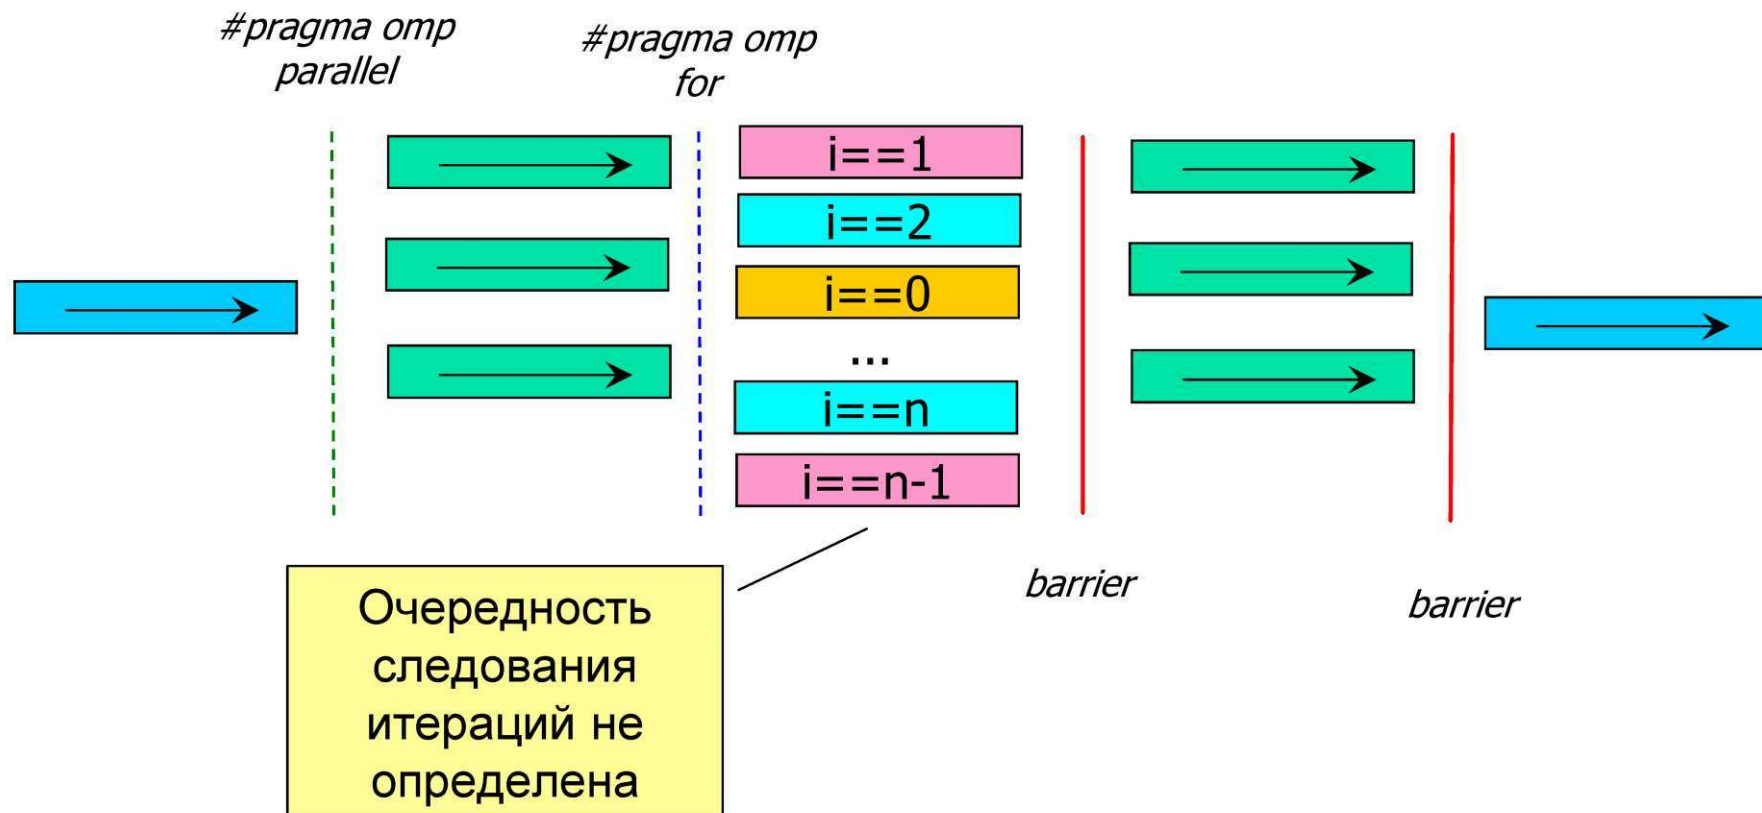 #pragma omp
parallel
#pragma omp
for
i==1
i==2
i==0
...
i==n
i==n-1
barrier
barrier
Очередность
следования
итераций не
определена